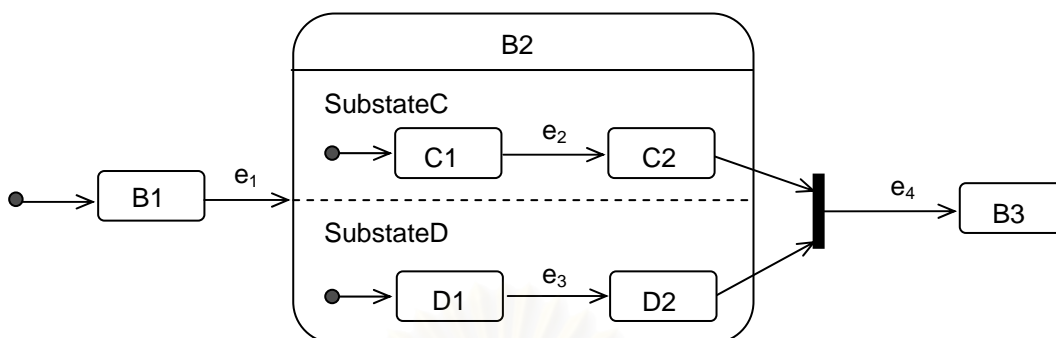 B2
SubstateC
C1
e₂
C2
B1
e₁
e₄
B3
SubstateD
D1
e₃
D2